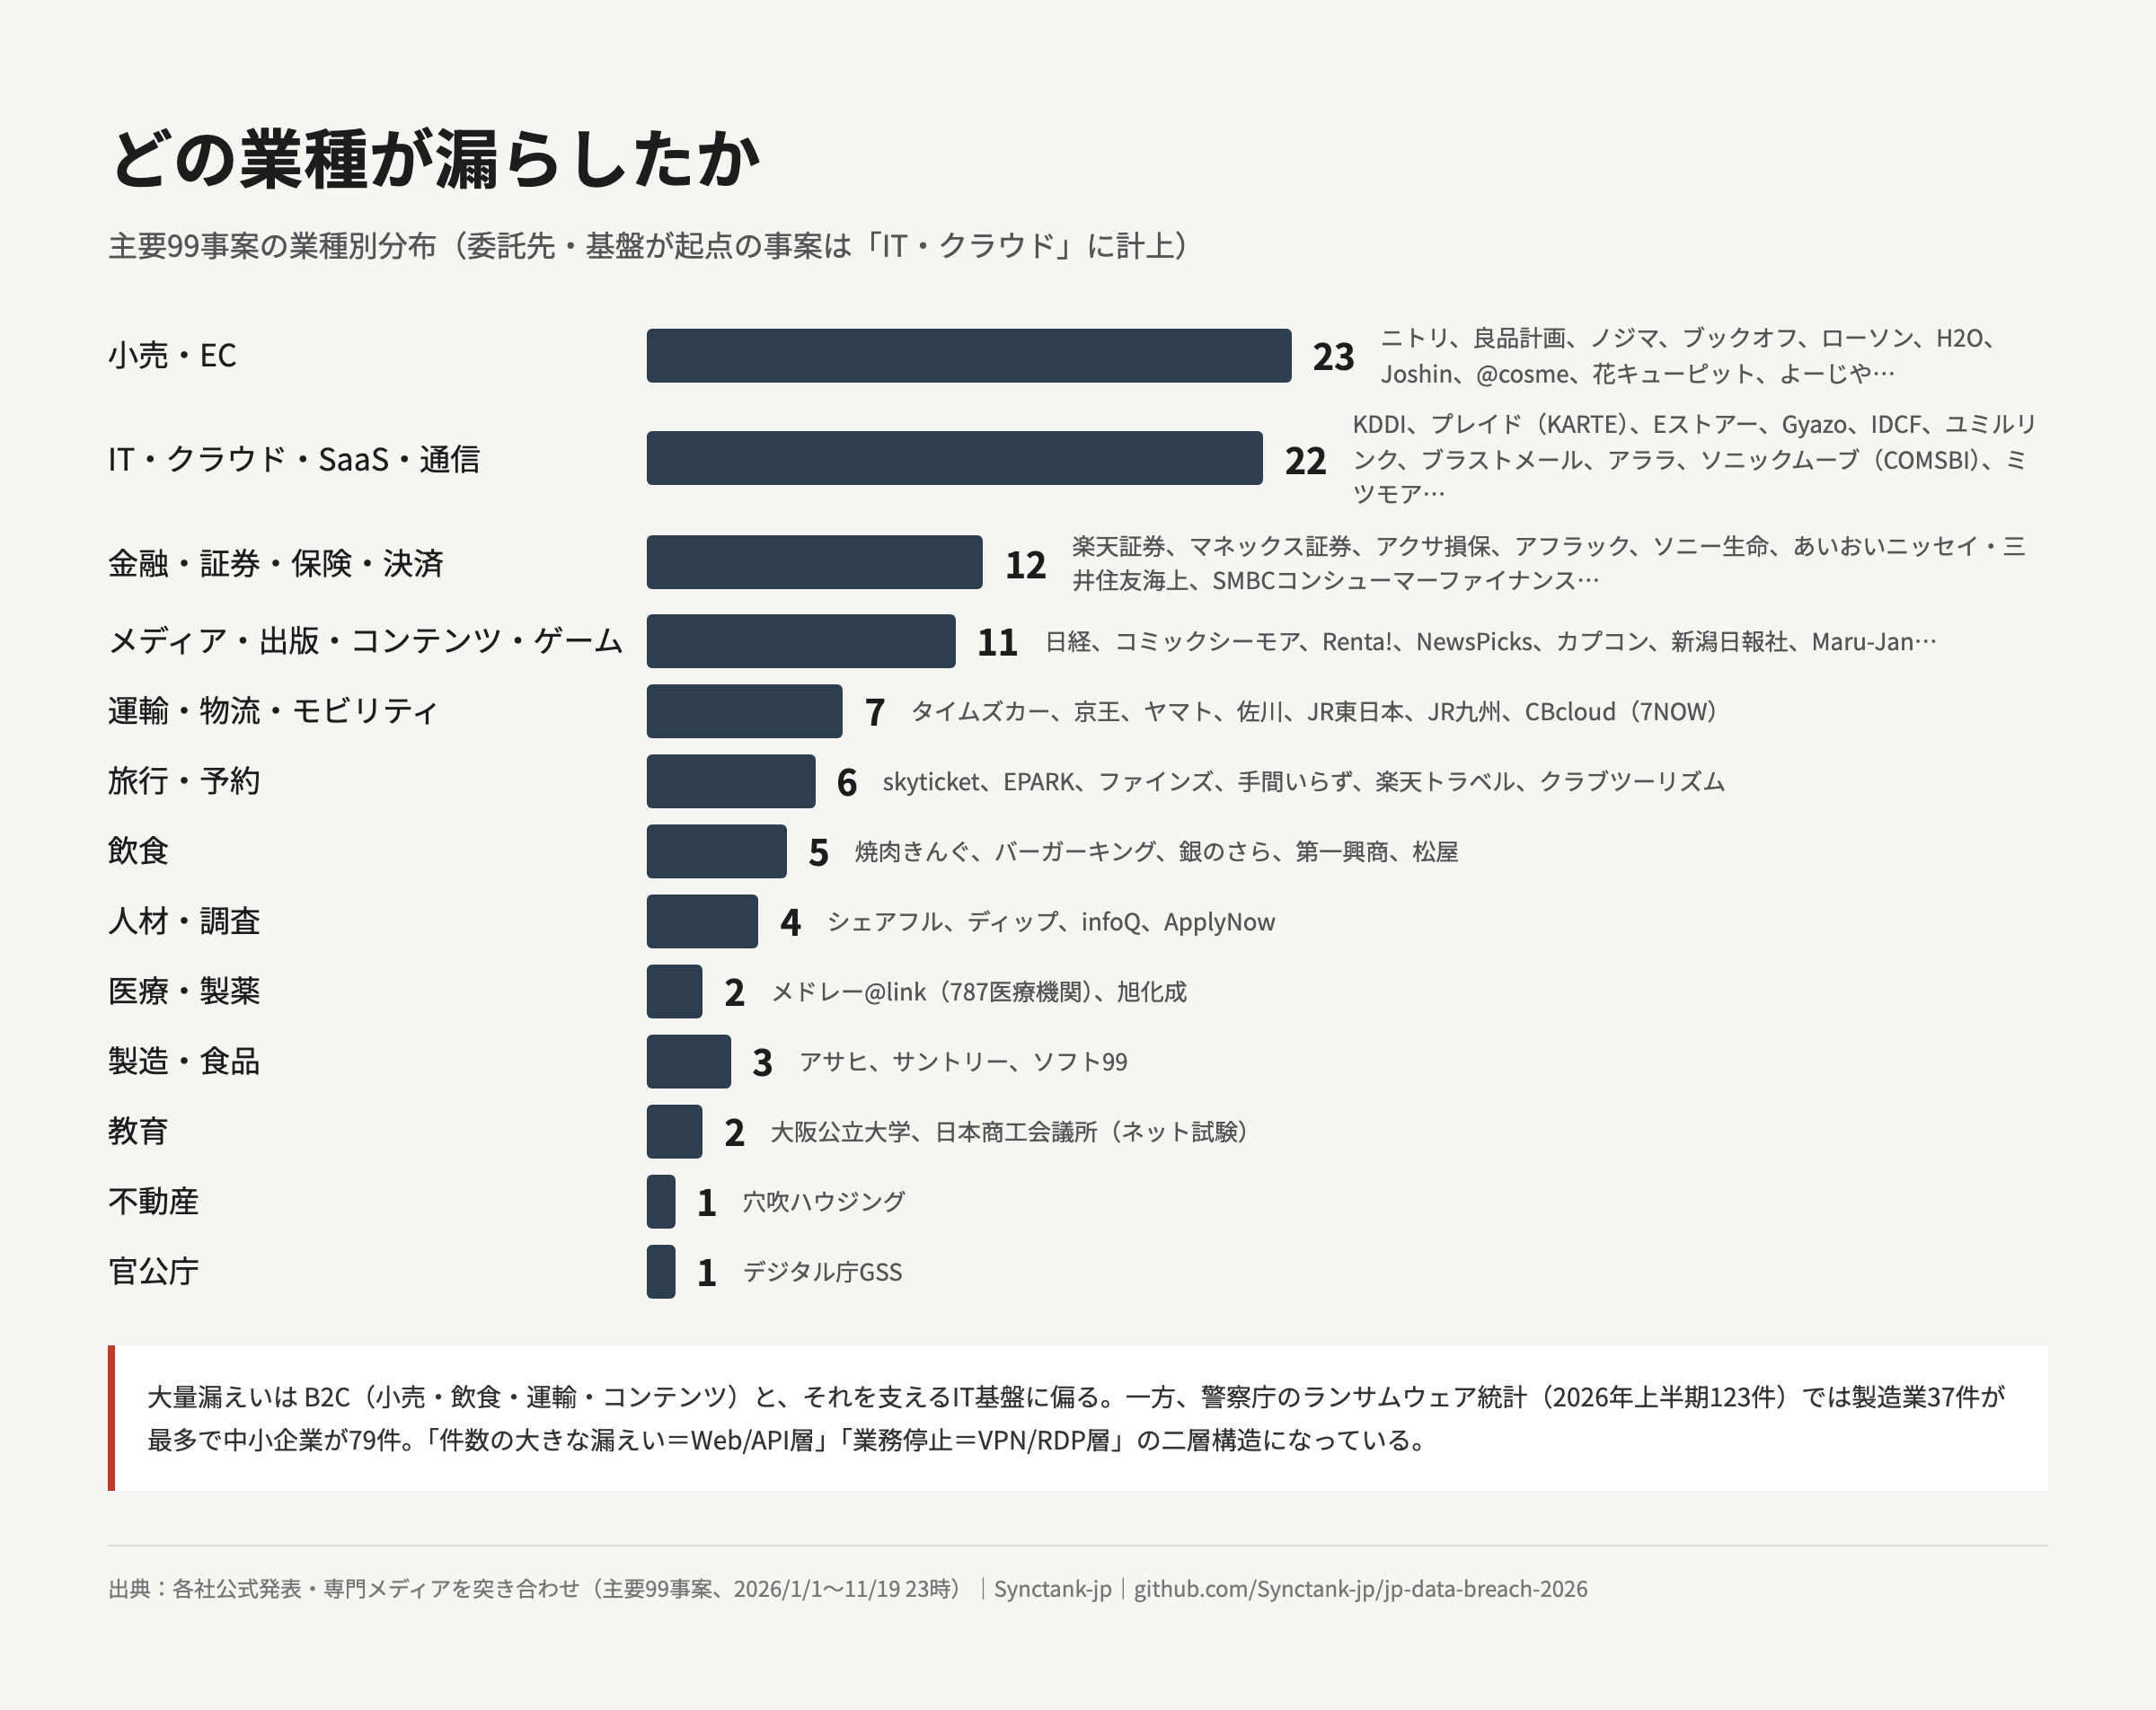 どの業種が漏らしたか
主要99事案の業種別分布（委託先・基盤が起点の事案は「IT・クラウド」に計上）
小売・EC
23
ニトリ、良品計画、ノジマ、ブックオフ、ローソン、H2O、
Joshin、@cosme、花キューピット、よーじや…
IT・クラウド・SaaS・通信
22
KDDI、プレイド（KARTE）、Eストアー、Gyazo、IDCF、ユミルリ
ンク、ブラストメール、アララ、ソニックムーブ（COMSBI）、ミ
ツモア…
金融・証券・保険・決済
12
楽天証券、マネックス証券、アクサ損保、アフラック、ソニー生命、あいおいニッセイ・三
井住友海上、SMBCコンシューマーファイナンス…
メディア・出版・コンテンツ・ゲーム
11
日経、コミックシーモア、Renta!、NewsPicks、カプコン、新潟日報社、Maru-Jan…
運輸・物流・モビリティ
7
タイムズカー、京王、ヤマト、佐川、JR東日本、JR九州、CBcloud（7NOW）
旅行・予約
6
skyticket、EPARK、ファインズ、手間いらず、楽天トラベル、クラブツーリズム
飲食
5
焼肉きんぐ、バーガーキング、銀のさら、第一興商、松屋
人材・調査
4
シェアフル、ディップ、infoQ、ApplyNow
医療・製薬
2
メドレー@link（787医療機関）、旭化成
製造・食品
3
アサヒ、サントリー、ソフト99
教育
2
大阪公立大学、日本商工会議所（ネット試験）
不動産
1
穴吹ハウジング
官公庁
1
デジタル庁GSS
大量漏えいは B2C（小売・飲食・運輸・コンテンツ）と、それを支えるIT基盤に偏る。一方、警察庁のランサムウェア統計（2026年上半期123件）では製造業37件が
最多で中小企業が79件。「件数の大きな漏えい＝Web/API層」「業務停止＝VPN/RDP層」の二層構造になっている。
出典：各社公式発表・専門メディアを突き合わせ（主要99事案、2026/1/1〜11/19 23時）｜Synctank-jp｜github.com/Synctank-jp/jp-data-breach-2026